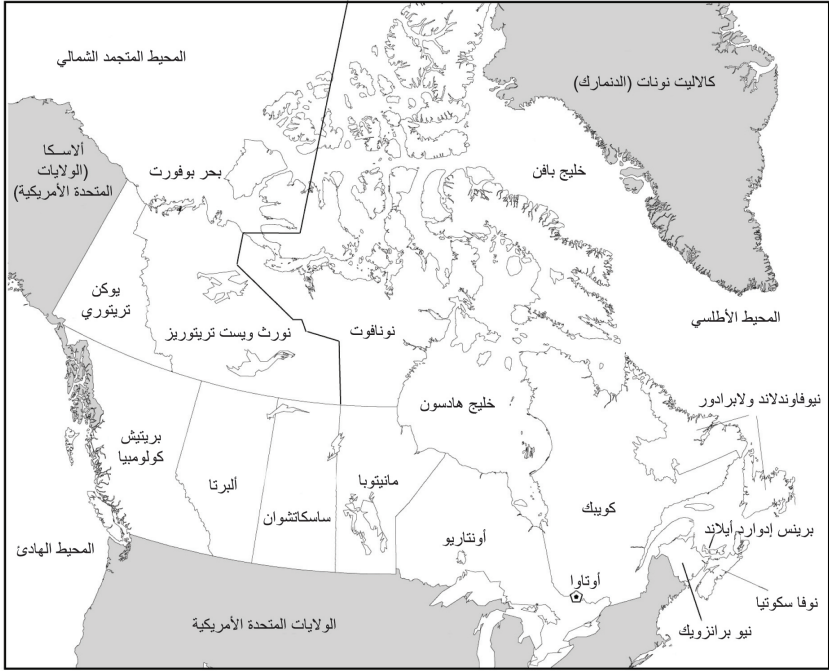 المحيط المتجمد الشمالي
كالاليت نونات (الدنمارك)
ألاسكا
(الولايات
المتحدة الأمريكية)
بحر بوفورت
خليج بافن
يوكن
تريتوري
نورث ويست تريتوريز
نونافوت
المحيط الأطلسي
نيوفاوندلاند ولابرادور
خليج هادسون
بريتيش
كولومبيا
ألبرتا
ساسكاتشوان
مانيتوبا
أونتاريو
كويبك
برينس إدوارد أيلاند
المحيط الهادئ
أوتاوا
نوفا سكوتيا
نيو برانزويك
الولايات المتحدة الأمريكية